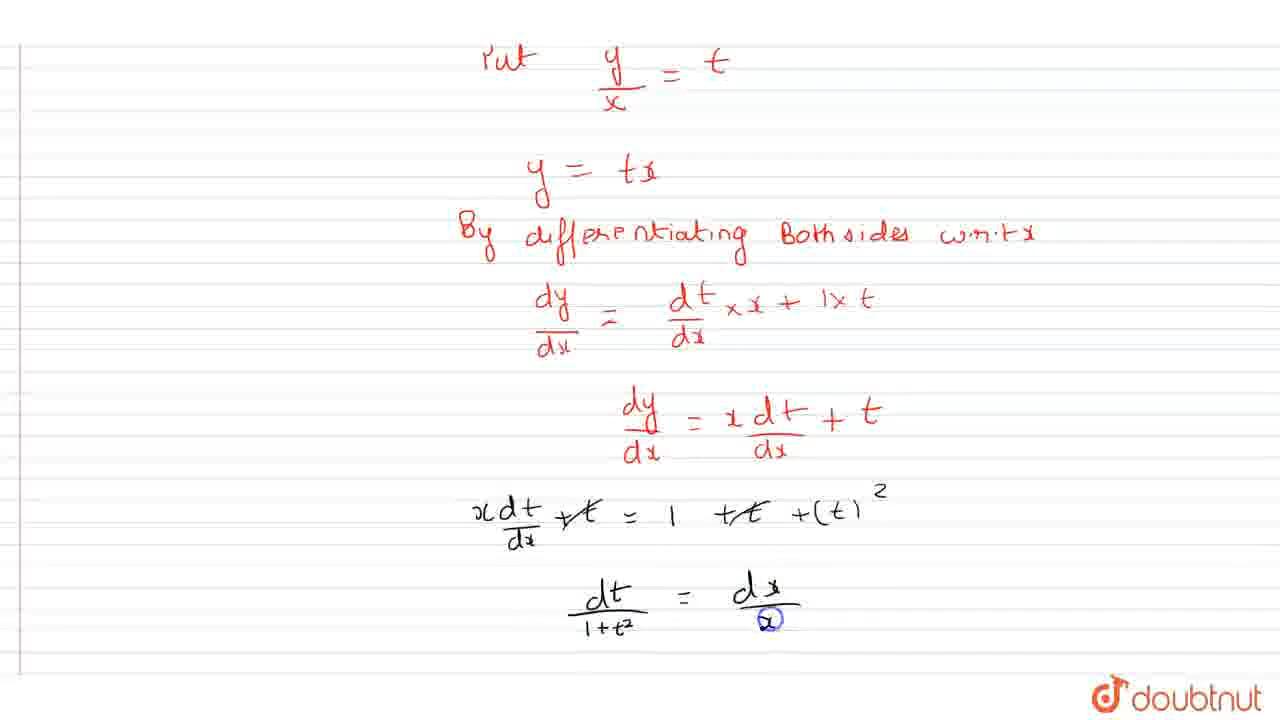 Put y/x = t
y = tx
By differentiating Both sides w.r.t x
dy/dx = dt/dx × x + 1 × t
dy/dx = x dt/dx + t
x dt/dx + t = 1 + t + (t)²
dt/1+t² = dx/x
doubtnut